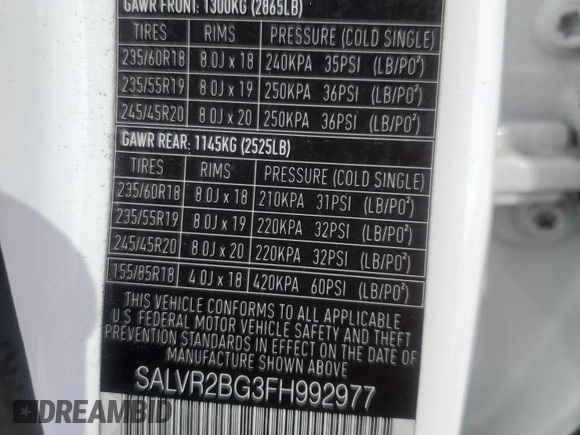 GAWR FRONT: 1300KG (2865LB)
TIRES RIMS PRESSURE (COLD SINGLE)
235/60R18 8.0J x 18 240KPA 35PSI (LB/PO²)
235/55R19 8.0J x 19 250KPA 36PSI (LB/PO²)
245/45R20 8.0J x 20 250KPA 36PSI (LB/PO²)
GAWR REAR: 1145KG (2525LB)
TIRES RIMS PRESSURE (COLD SINGLE)
235/60R18 8.0J x 18 210KPA 31PSI (LB/PO²)
235/55R19 8.0J x 19 220KPA 32PSI (LB/PO²)
245/45R20 8.0J x 20 220KPA 32PSI (LB/PO²)
155/85R18 4.0J x 18 420KPA 60PSI (LB/PO²)
THIS VEHICLE CONFORMS TO ALL APPLICABLE
U.S. FEDERAL MOTOR VEHICLE SAFETY AND THEFT
PREVENTION STANDARDS IN EFFECT ON THE DATE OF
MANUFACTURE SHOWN ABOVE
SALVR2BG3FH992977
DREAMBID